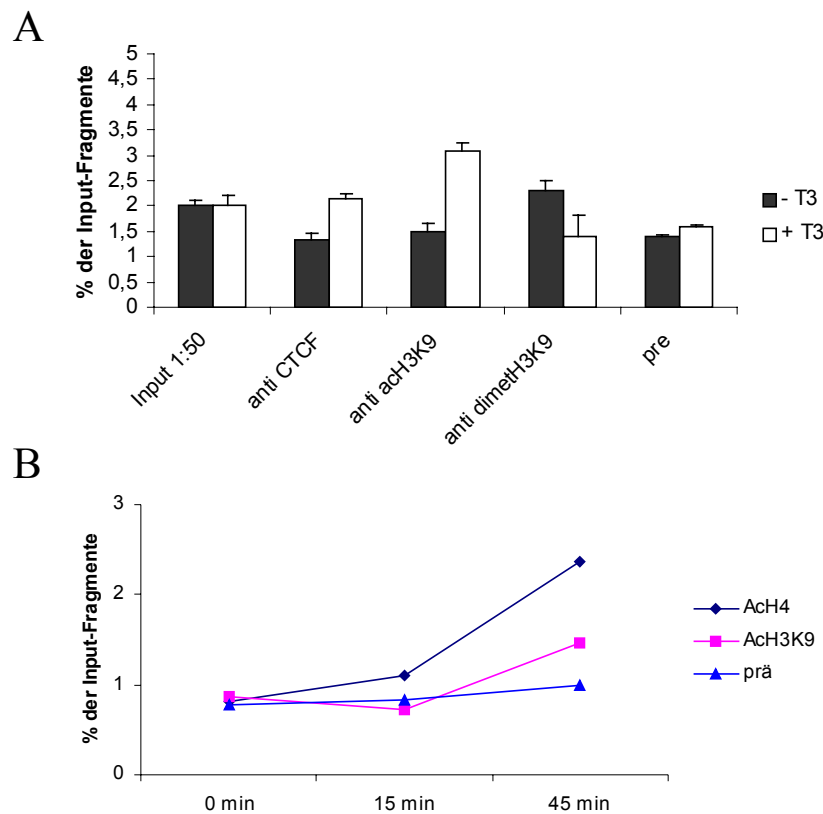 A
% der Input-Fragmente
5
4,5
4
3,5
3
2,5
2
1,5
1
0,5
0
Input 1:50
anti CTCF
anti acH3K9
anti dimetH3K9
pre
- T3
+ T3
B
% der Input-Fragmente
3
2
1
0
0 min
15 min
45 min
AcH4
AcH3K9
prä